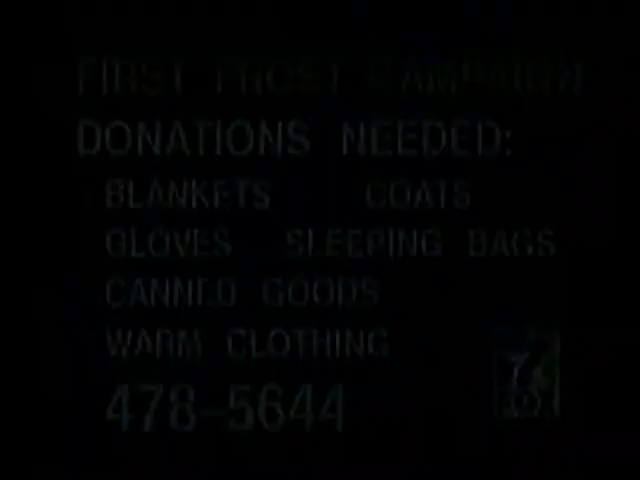 FIRST FROST CAMPAIGN
DONATIONS NEEDED:
BLANKETS COATS
GLOVES SLEEPING BAGS
CANNED GOODS
WARM CLOTHING
478-5644